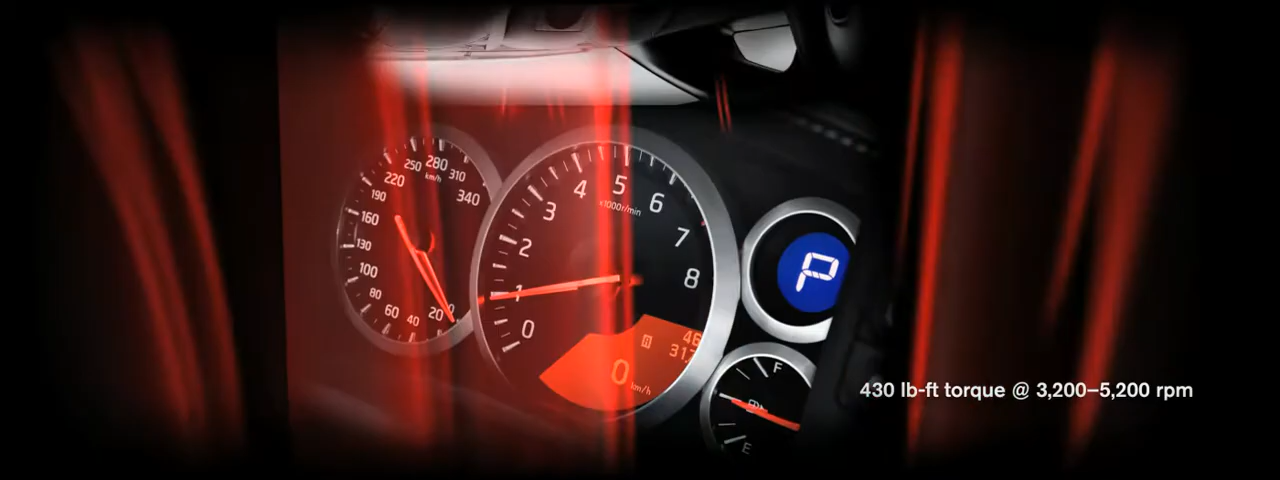 250 280 310
km/h
220 340
190
160
130
100
80
60 40 20 0
5
4 6
x1000r/min
3
7
2
8
1
0
0 km/h
P
F
E
430 lb-ft torque @ 3,200–5,200 rpm